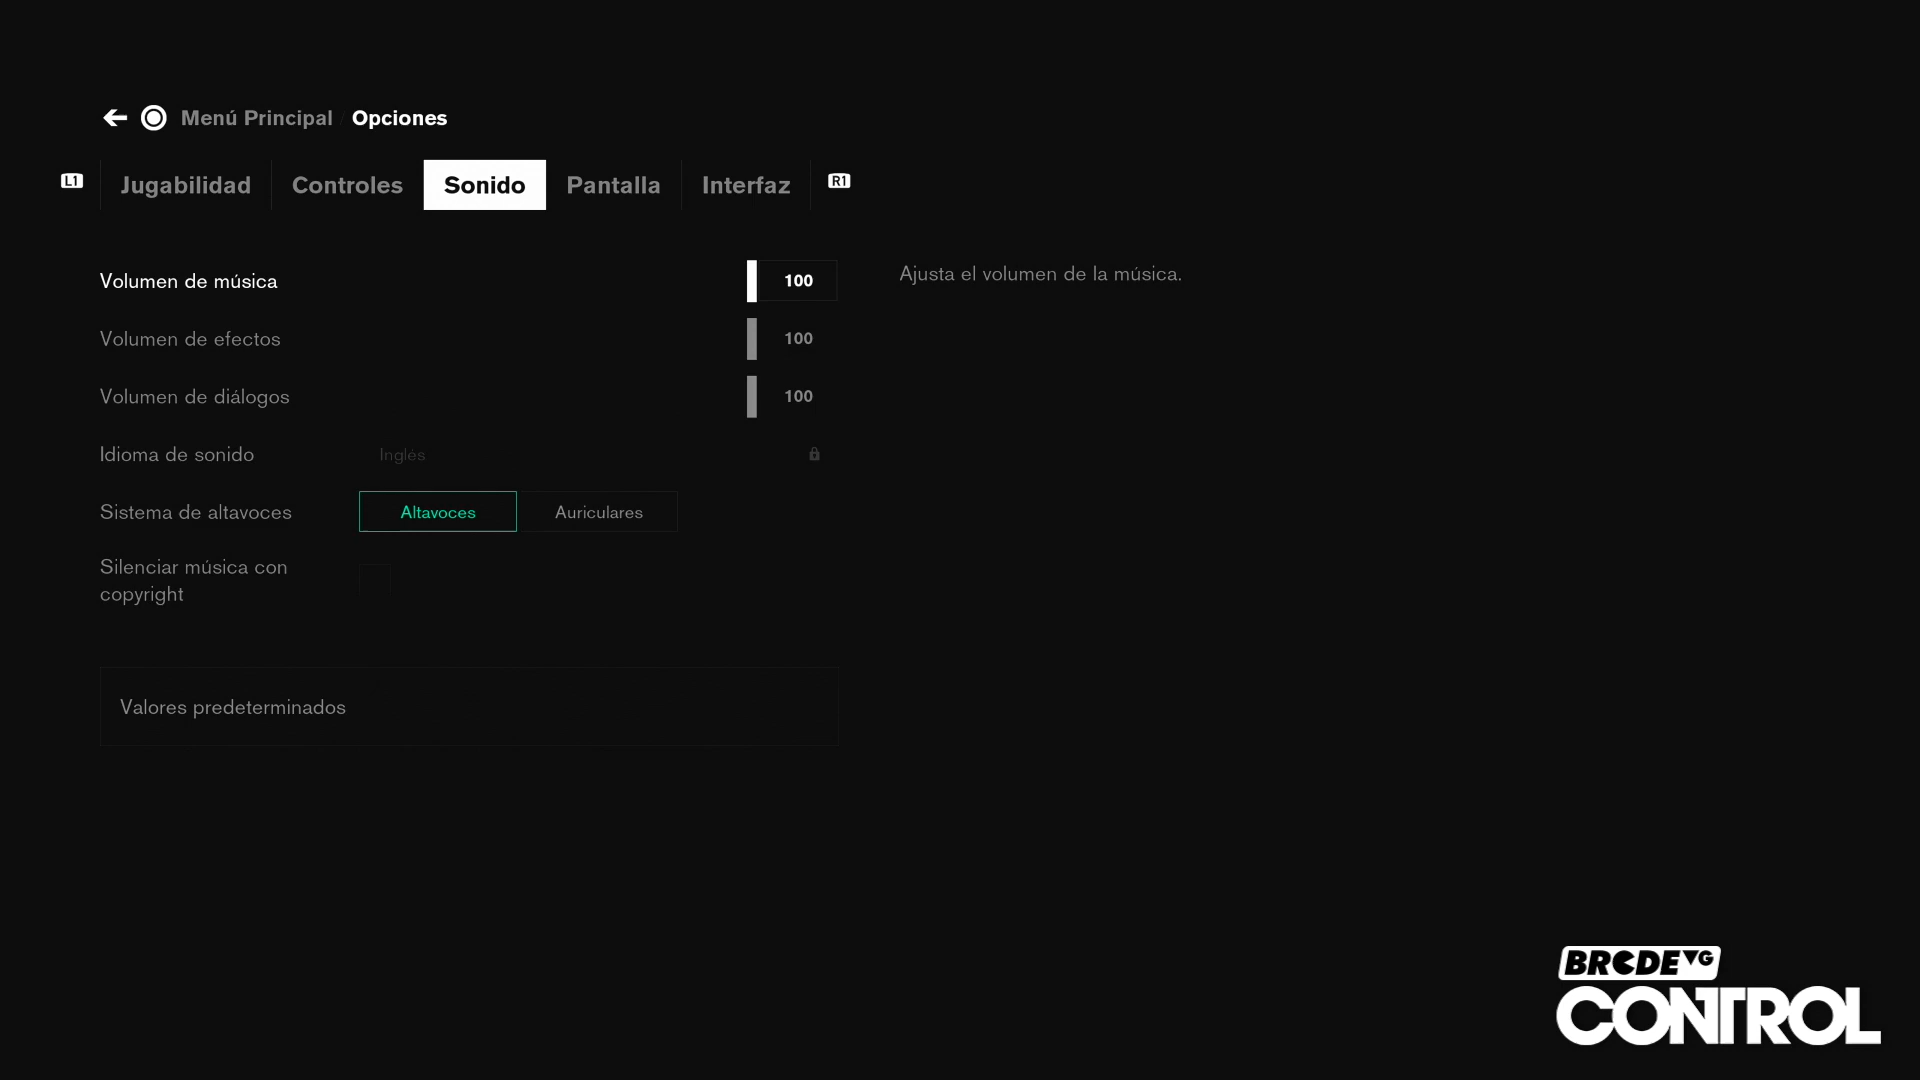 Menú Principal / Opciones
L1 Jugabilidad Controles Sonido Pantalla Interfaz R1
Volumen de música 100
Ajusta el volumen de la música.
Volumen de efectos 100
Volumen de diálogos 100
Idioma de sonido Inglés
Sistema de altavoces Altavoces Auriculares
Silenciar música con
copyright
Valores predeterminados
BRCDEVG
CONTROL